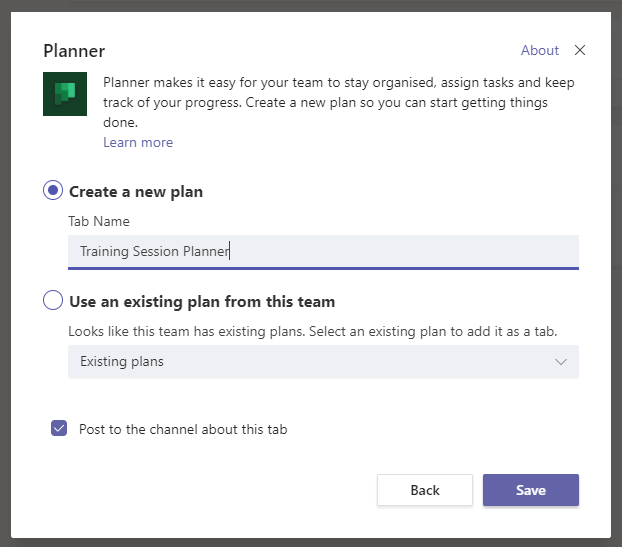 Planner
About
Planner makes it easy for your team to stay organised, assign tasks and keep
track of your progress. Create a new plan so you can start getting things
done.
Learn more
Create a new plan
Tab Name
Training Session Planner
Use an existing plan from this team
Looks like this team has existing plans. Select an existing plan to add it as a tab.
Existing plans
Post to the channel about this tab
Back
Save